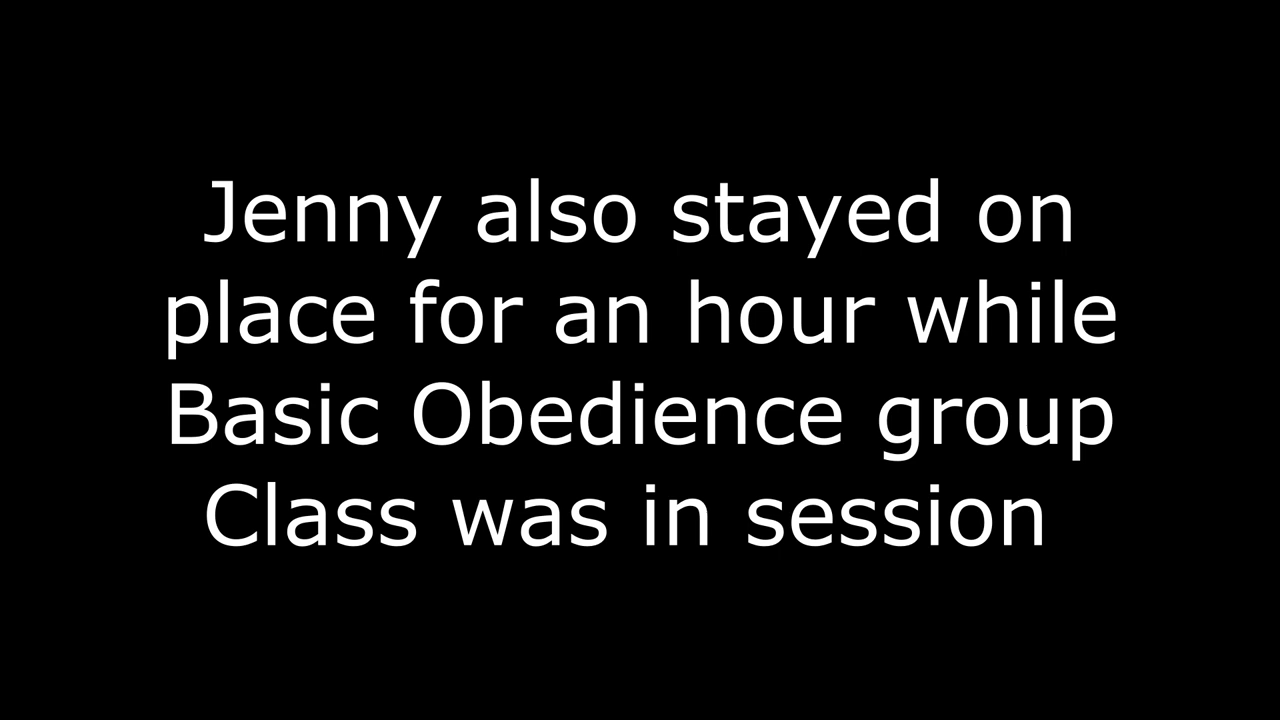 Jenny also stayed on
place for an hour while
Basic Obedience group
Class was in session